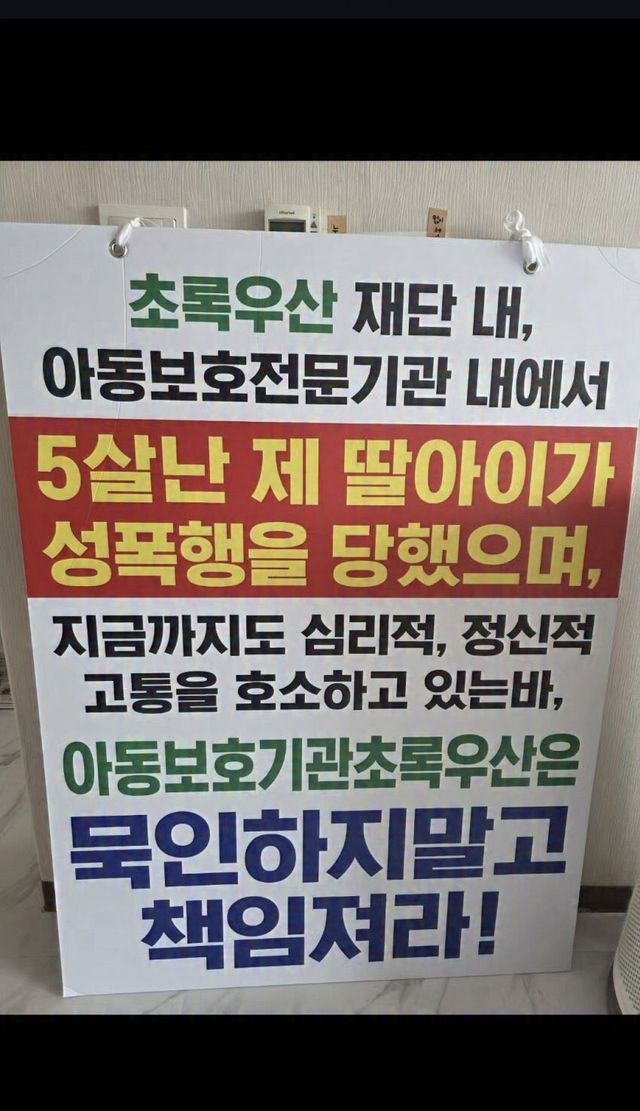 초록우산 재단 내,
아동보호전문기관 내에서
5살난 제 딸아이가
성폭행을 당했으며,
지금까지도 심리적, 정신적
고통을 호소하고 있는바,
아동보호기관초록우산은
묵인하지말고
책임져라!